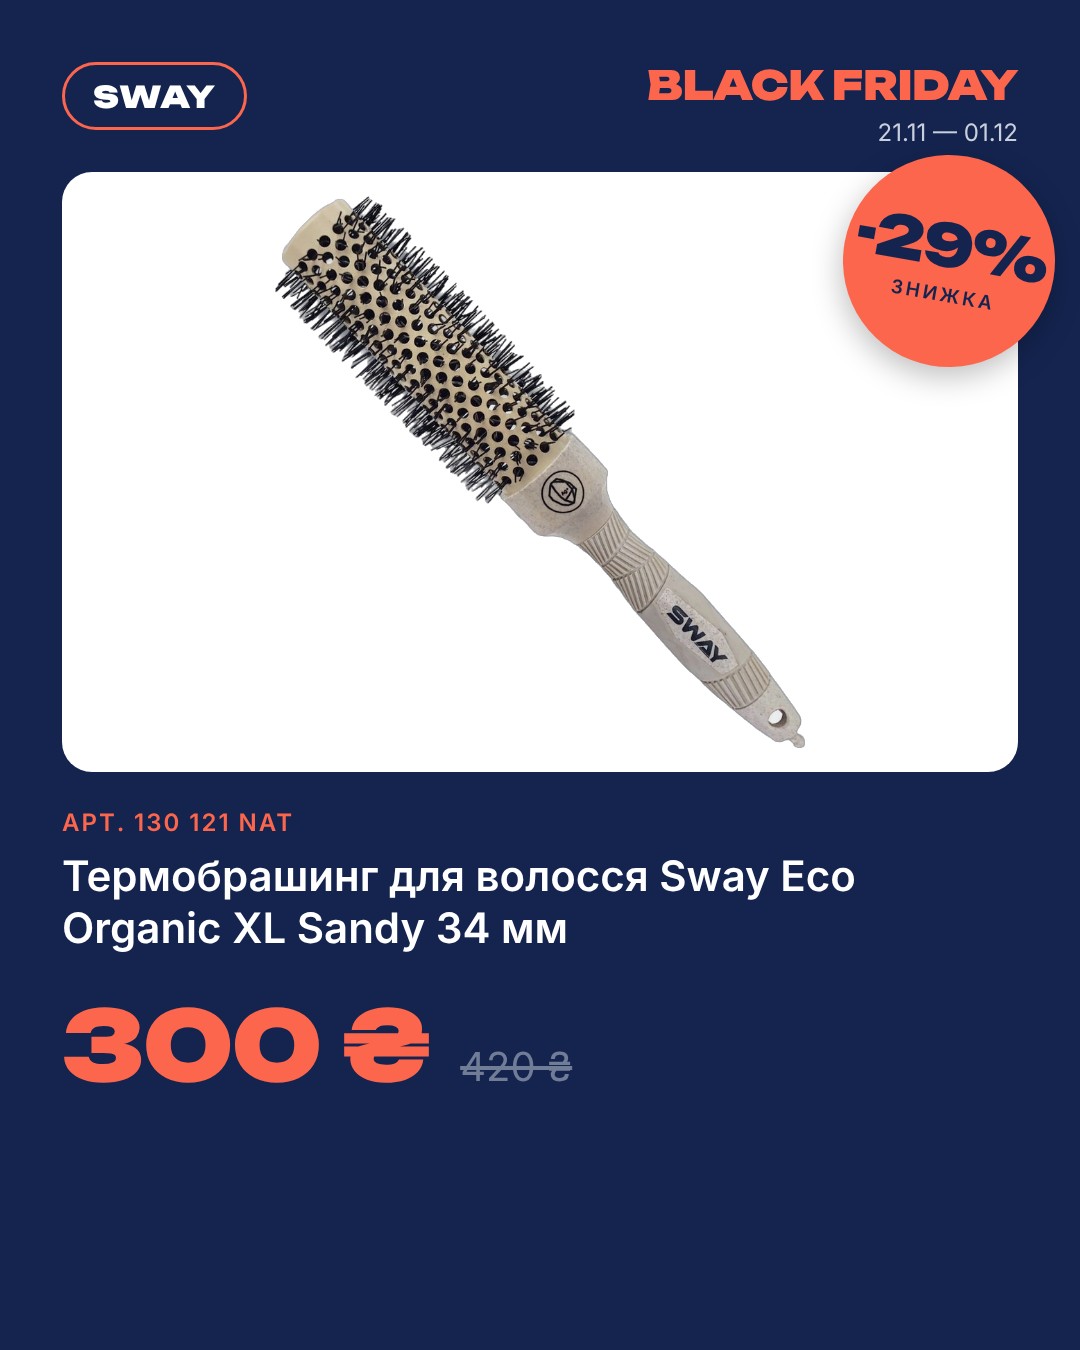 SWAY
BLACK FRIDAY
21.11 — 01.12
-29%
ЗНИЖКА
SWAY
АРТ. 130 121 NAT
Термобрашинг для волосся Sway Eco
Organic XL Sandy 34 мм
300 ₴
420 ₴